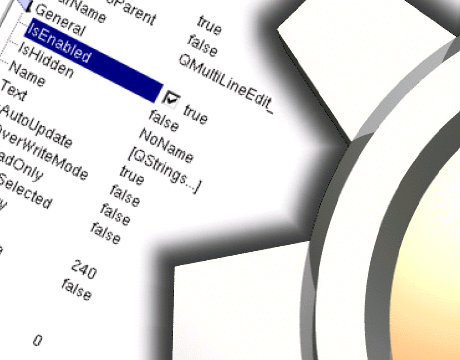 General
IsEnabled true
IsHidden false
Name NoName
Text [QStrings...]
AutoUpdate true
OverWriteMode false
false
false
240
false
0
true
false
QMultiLineEdit_